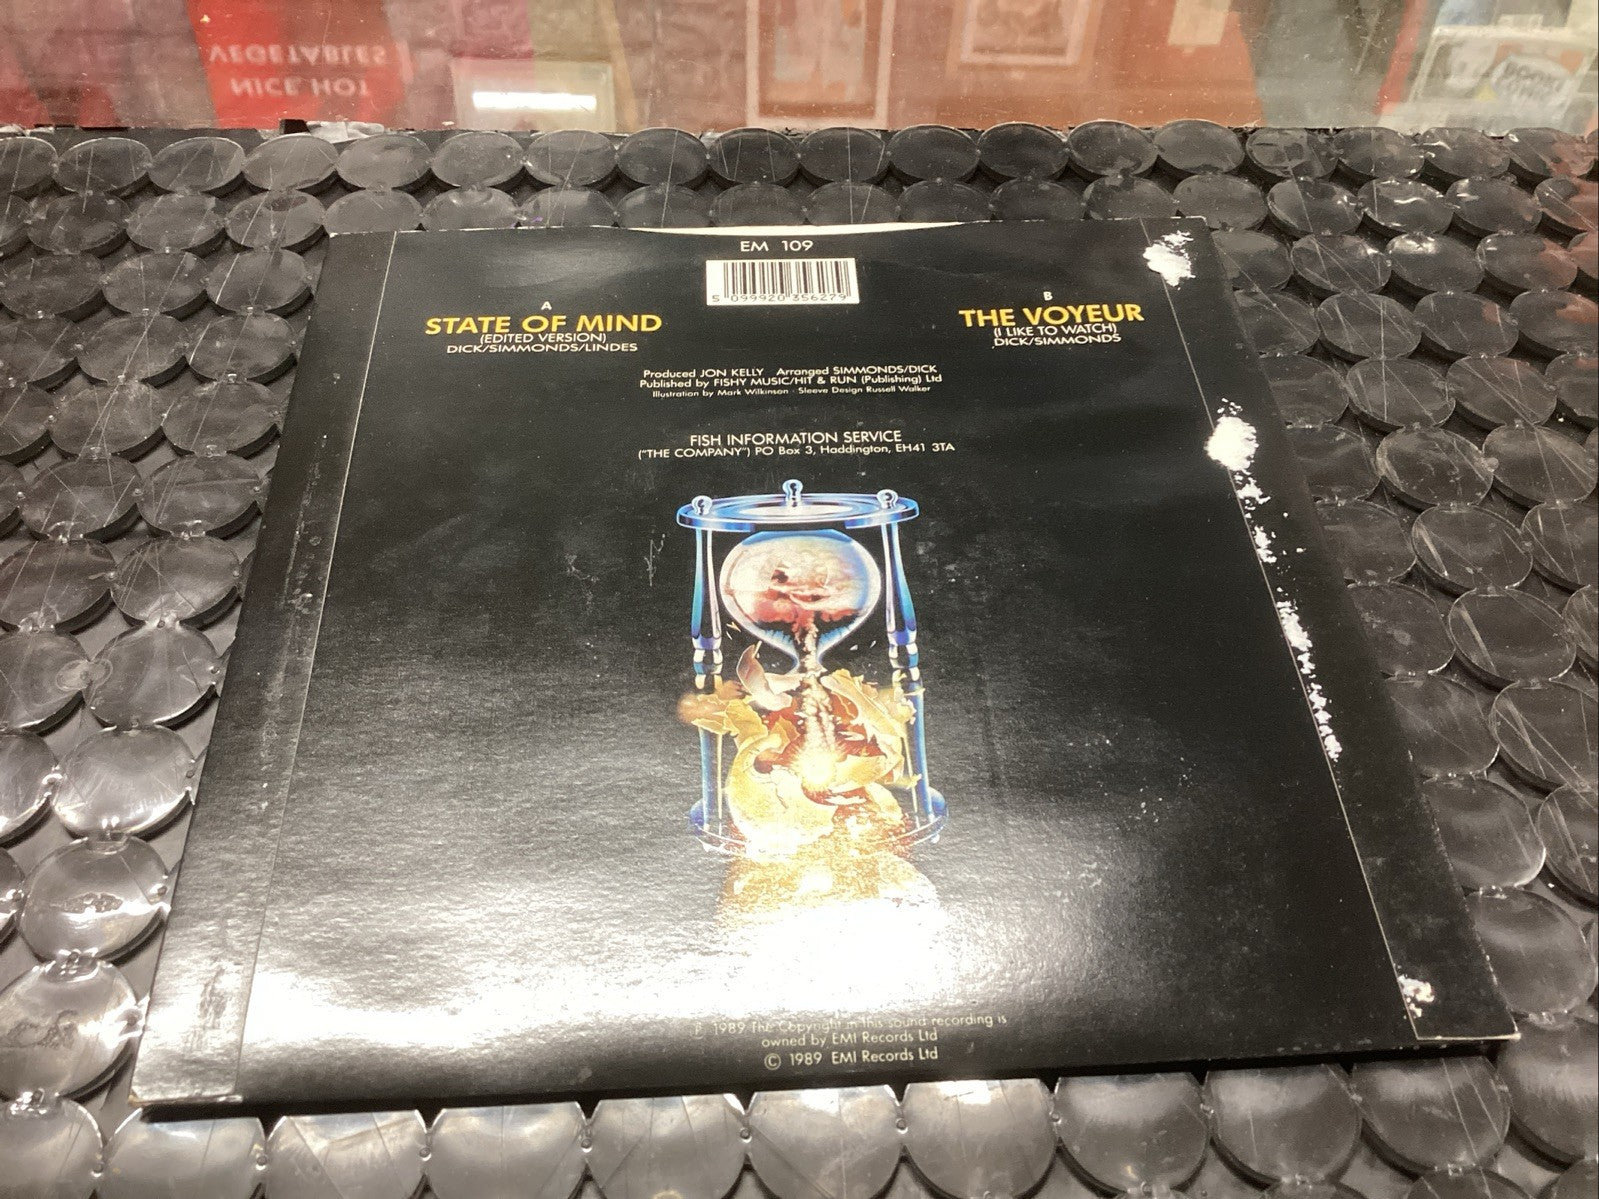 VEGETABLES
NICE HOT
EM 109
5 099920 356279
A
STATE OF MIND
(EDITED VERSION)
DICK/SIMMONDS/LINDES
B
THE VOYEUR
(I LIKE TO WATCH)
DICK/SIMMONDS
Produced JON KELLY Arranged SIMMONDS/DICK
Published by FISHY MUSIC/HIT & RUN (Publishing) Ltd
Illustration by Mark Wilkinson · Sleeve Design Russell Walker
FISH INFORMATION SERVICE
("THE COMPANY") PO Box 3, Haddington, EH41 3TA
℗ 1989 The Copyright in this sound recording is
owned by EMI Records Ltd
© 1989 EMI Records Ltd